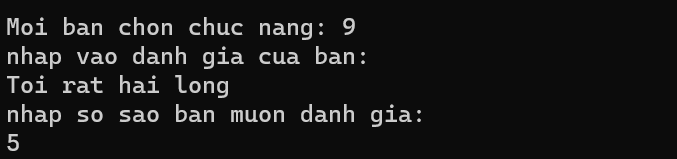 Moi ban chon chuc nang: 9
nhap vao danh gia cua ban:
Toi rat hai long
nhap so sao ban muon danh gia:
5